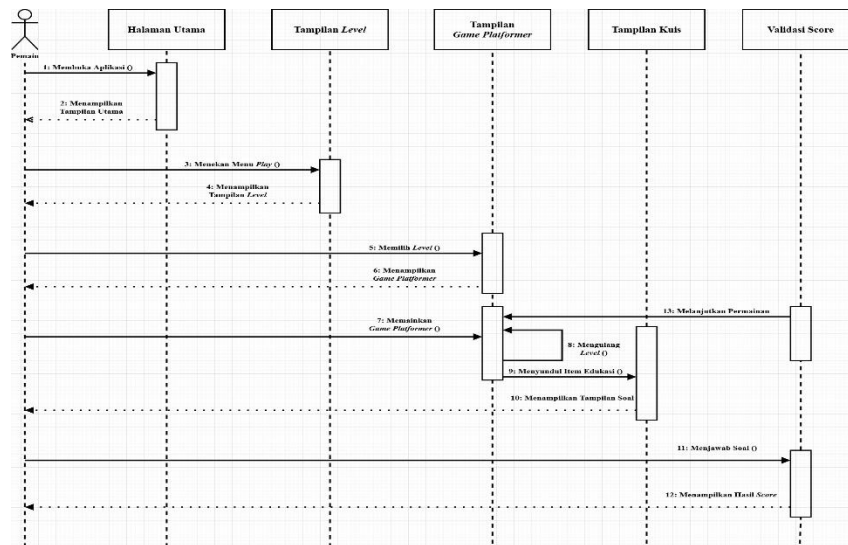 Halaman Utama
Tampilan Level
Tampilan
Game Platformer
Tampilan Kuis
Validasi Score
Pemain
1: Membuka Aplikasi ()
2: Menampilkan
Tampilan Utama
3: Menekan Menu Play ()
4: Menampilkan
Tampilan Level
5: Memilih Level ()
6: Menampilkan
Game Platformer
13: Melanjutkan Permainan
7: Memainkan
Game Platformer ()
8: Mengulang
Level ()
9: Menyundul Item Edukasi ()
10: Menampilkan Tampilan Soal
11: Menjawab Soal ()
12: Menampilkan Hasil Score